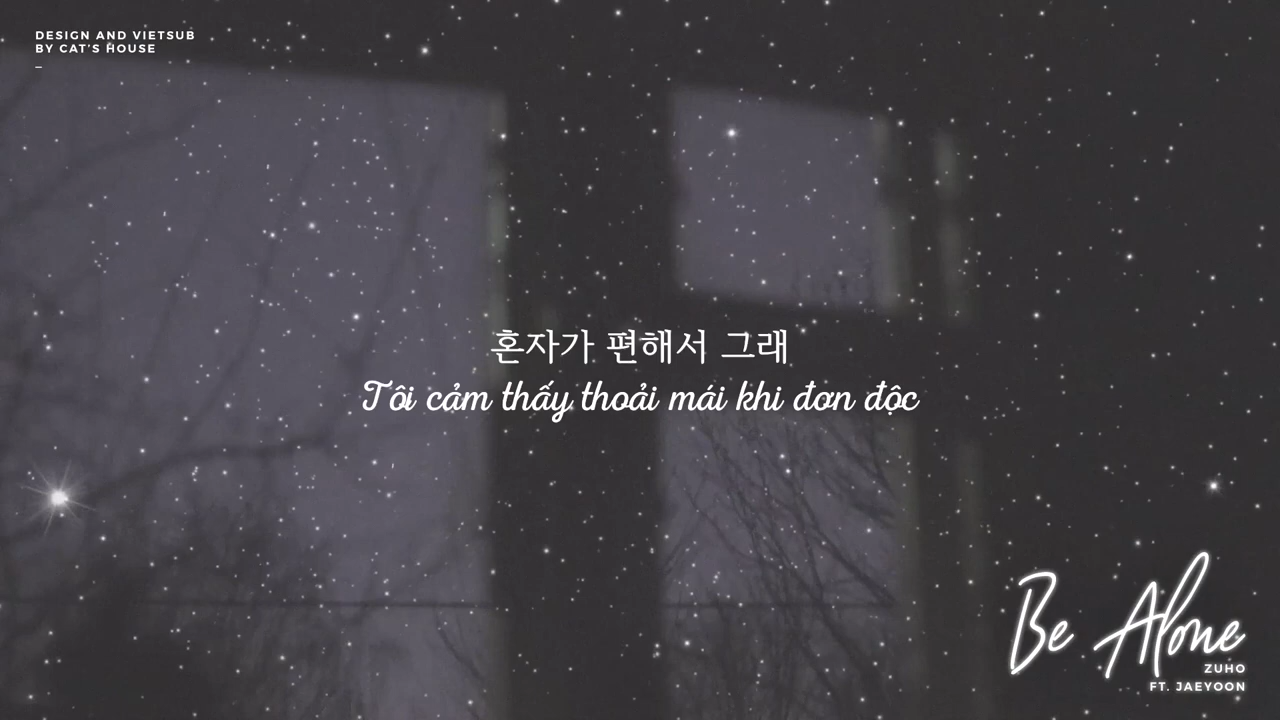 DESIGN AND VIETSUB
BY CAT'S HOUSE
–
혼자가 편해서 그래
Tôi cảm thấy thoải mái khi đơn độc
Be Alone
ZUHO
FT. JAEYOON